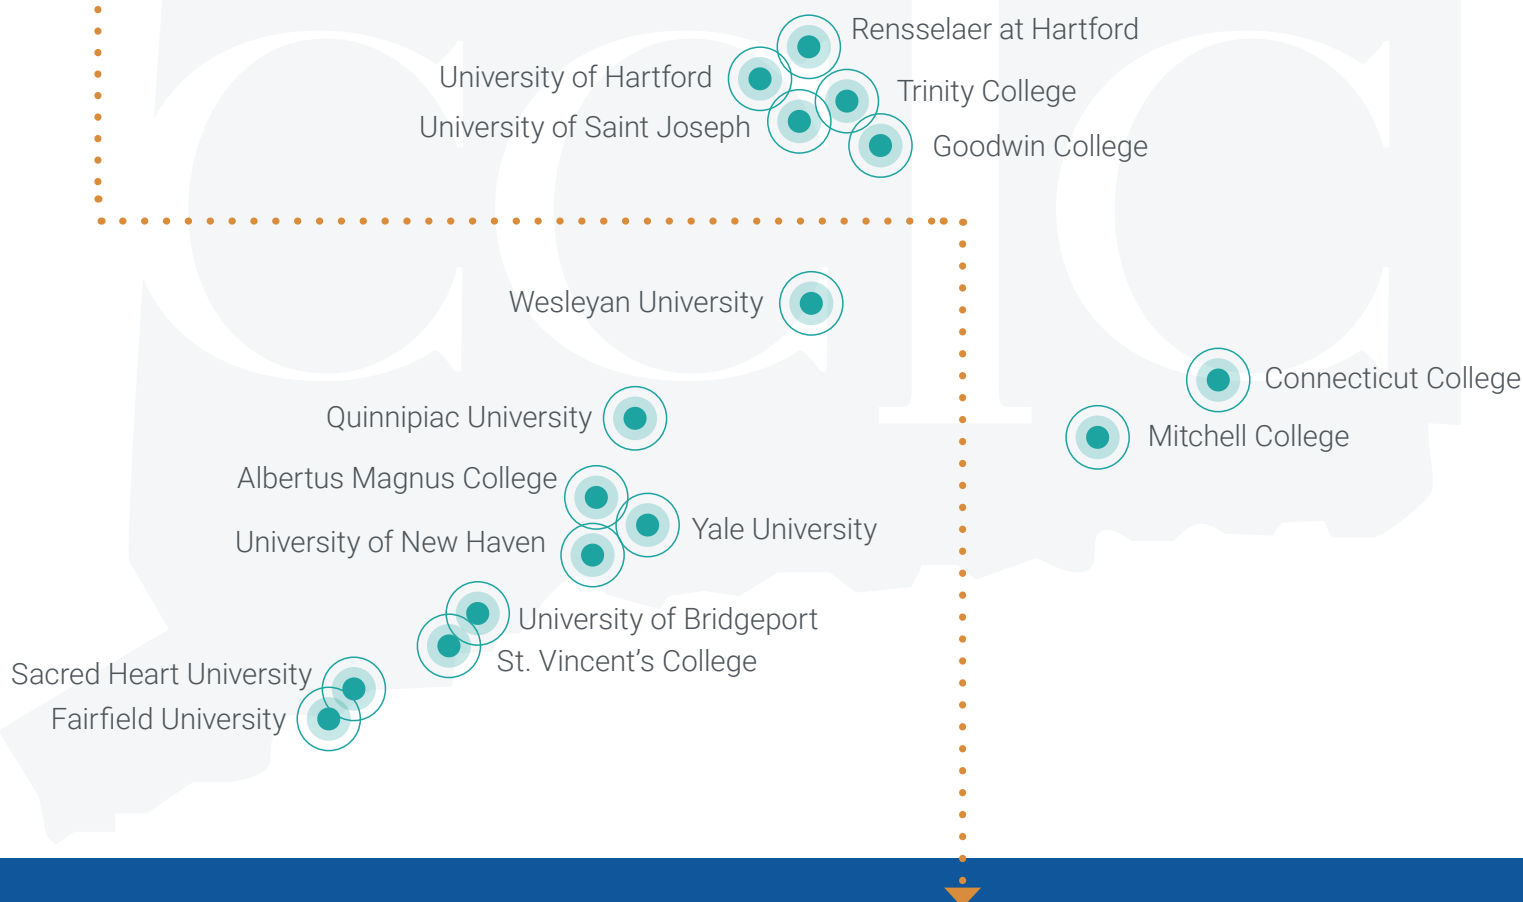 Rensselaer at Hartford
University of Hartford
Trinity College
University of Saint Joseph
Goodwin College
CCIC
Wesleyan University
Connecticut College
Quinnipiac University
Mitchell College
Albertus Magnus College
Yale University
University of New Haven
University of Bridgeport
St. Vincent's College
Sacred Heart University
Fairfield University